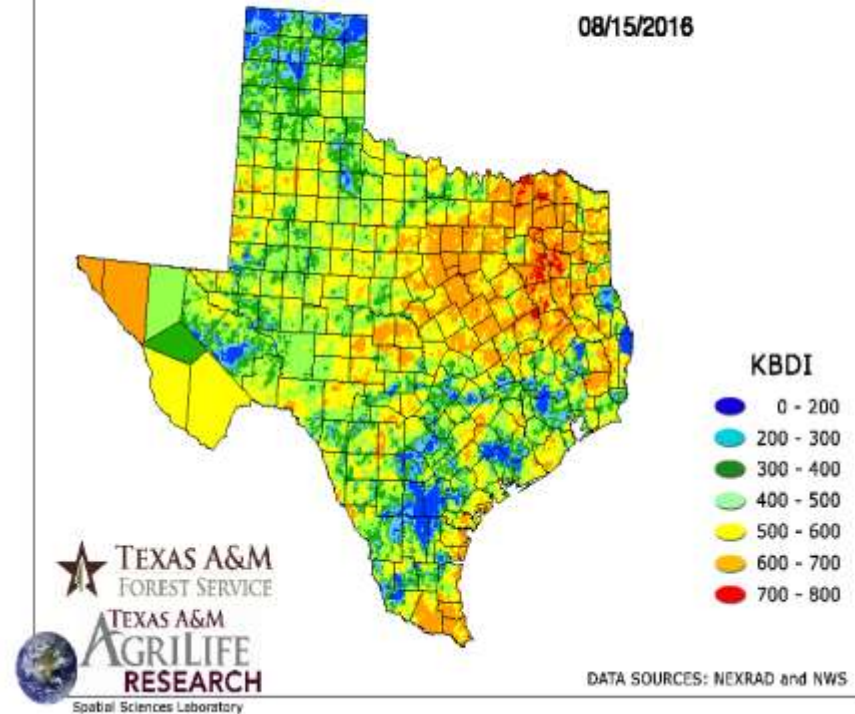 08/15/2016
KBDI
0 - 200
200 - 300
300 - 400
400 - 500
500 - 600
600 - 700
700 - 800
TEXAS A&M
FOREST SERVICE
TEXAS A&M
AGRILIFE
RESEARCH
Spatial Sciences Laboratory
DATA SOURCES: NEXRAD and NWS